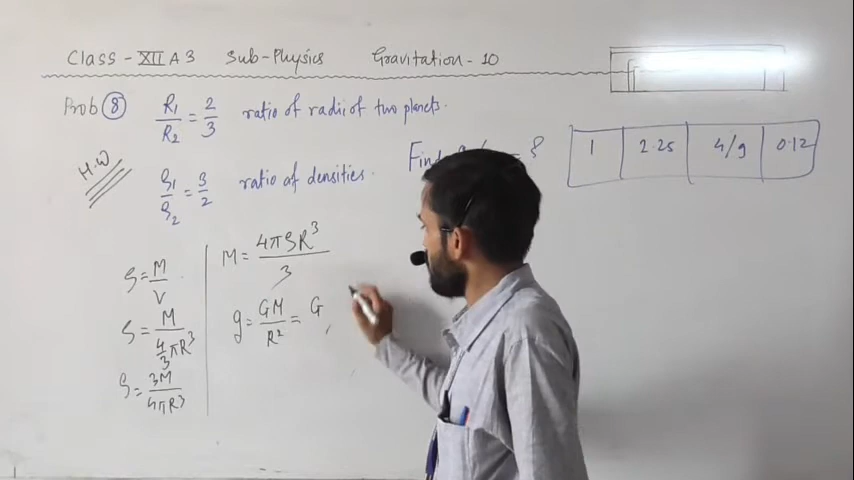 Class - XII A 3 Sub-Physics Gravitation - 10
Prob 8 R₁/R₂ = 2/3 ratio of radii of two planets.
H.W
ρ₁/ρ₂ = 3/2 ratio of densities. Find = ?
1 2.25 4/9 0.12
ρ = M/V
ρ = M/(4/3 πR³)
ρ = 3M/4πR³
M = 4πρR³/3
g = GM/R² = G